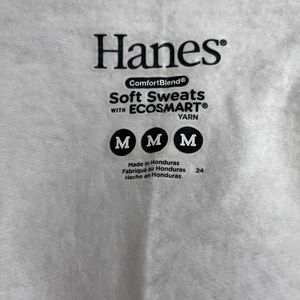 Hanes®
ComfortBlend®
Soft Sweats
WITH ECOSMART®
YARN
M M M
Made in Honduras
Fabriqué au Honduras 24
Hecho en Honduras